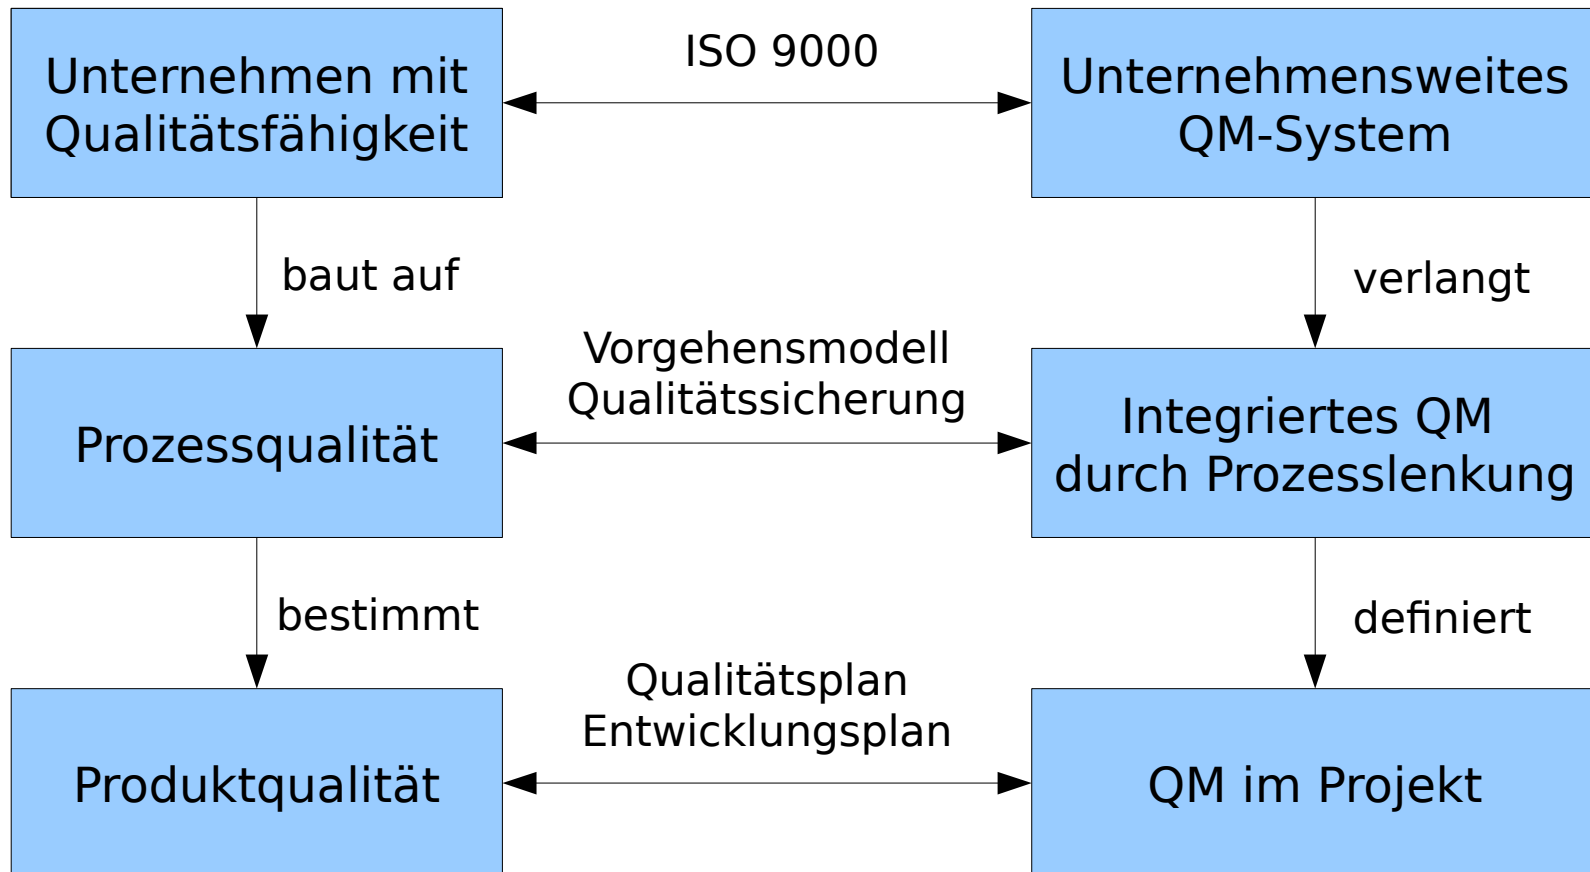 Unternehmen mit
Qualitätsfähigkeit
ISO 9000
Unternehmensweites
QM-System
baut auf
verlangt
Prozessqualität
Vorgehensmodell
Qualitätssicherung
Integriertes QM
durch Prozesslenkung
bestimmt
definiert
Produktqualität
Qualitätsplan
Entwicklungsplan
QM im Projekt